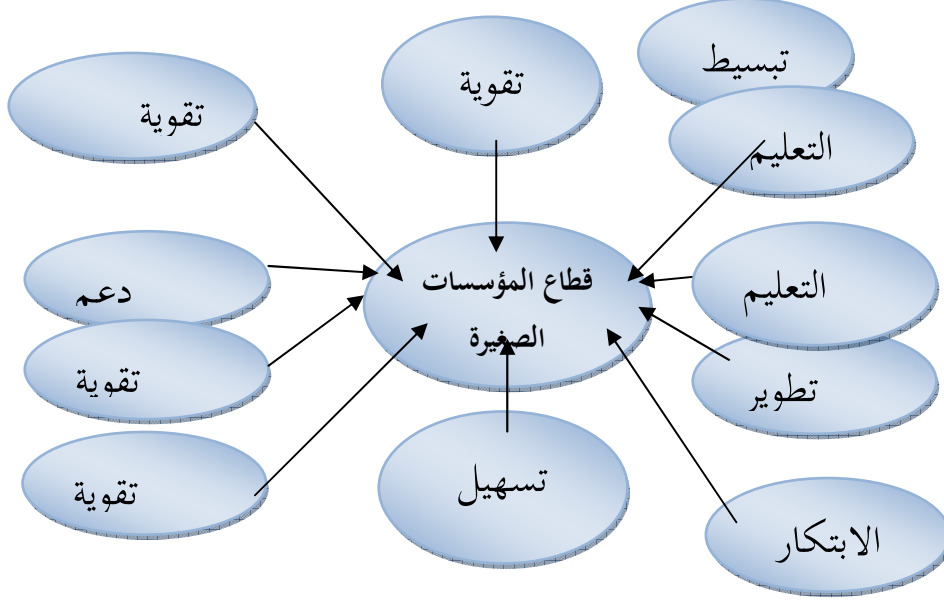 تبسيط
تقوية
تقوية
التعليم
قطاع المؤسسات
الصغيرة
التعليم
دعم
تطوير
تقوية
تسهيل
تقوية
الابتكار